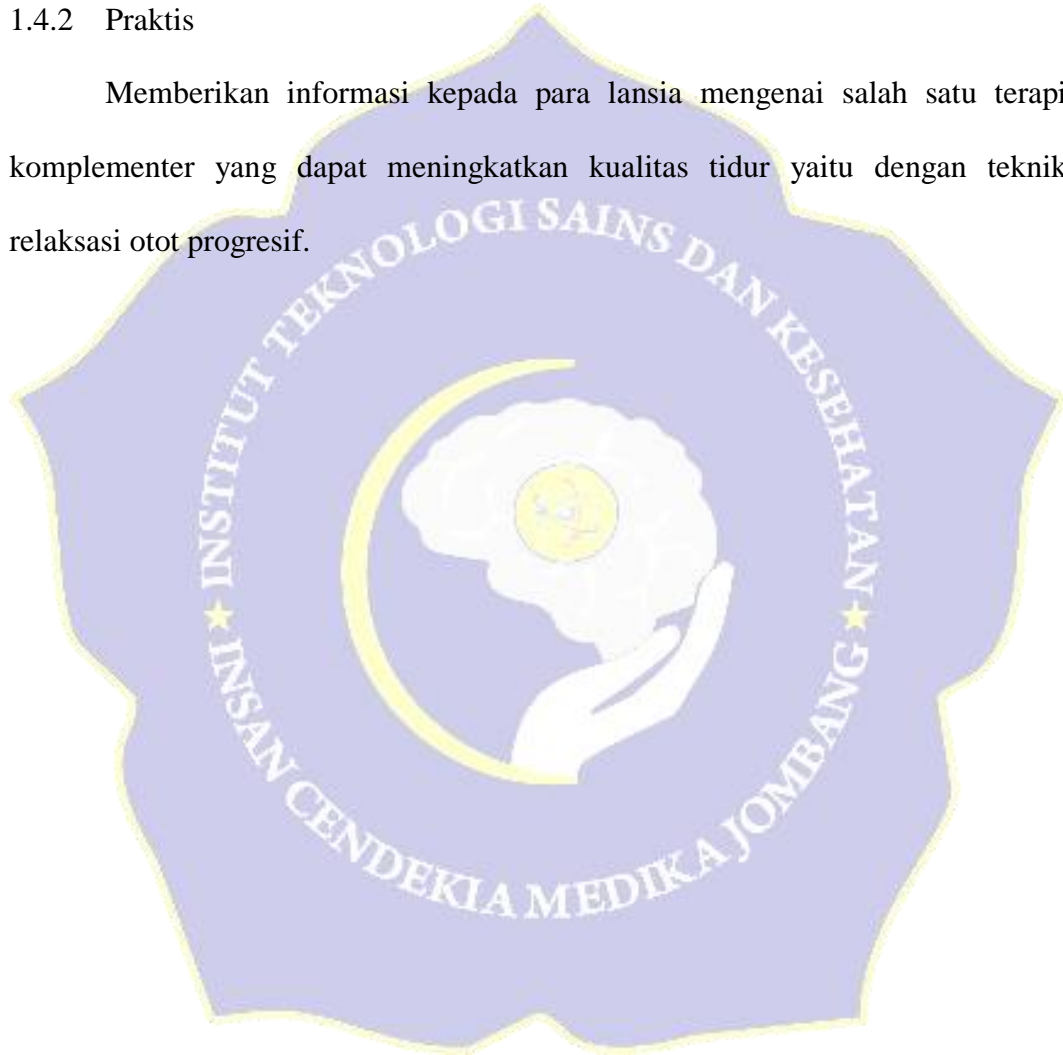 1.4.2 Praktis
Memberikan informasi kepada para lansia mengenai salah satu terapi
komplementer yang dapat meningkatkan kualitas tidur yaitu dengan teknik
relaksasi otot progresif.
INSTITUT TEKNOLOGI SAINS DAN KESEHATAN
INSAN CENDEKIA MEDIKA JOMBANG